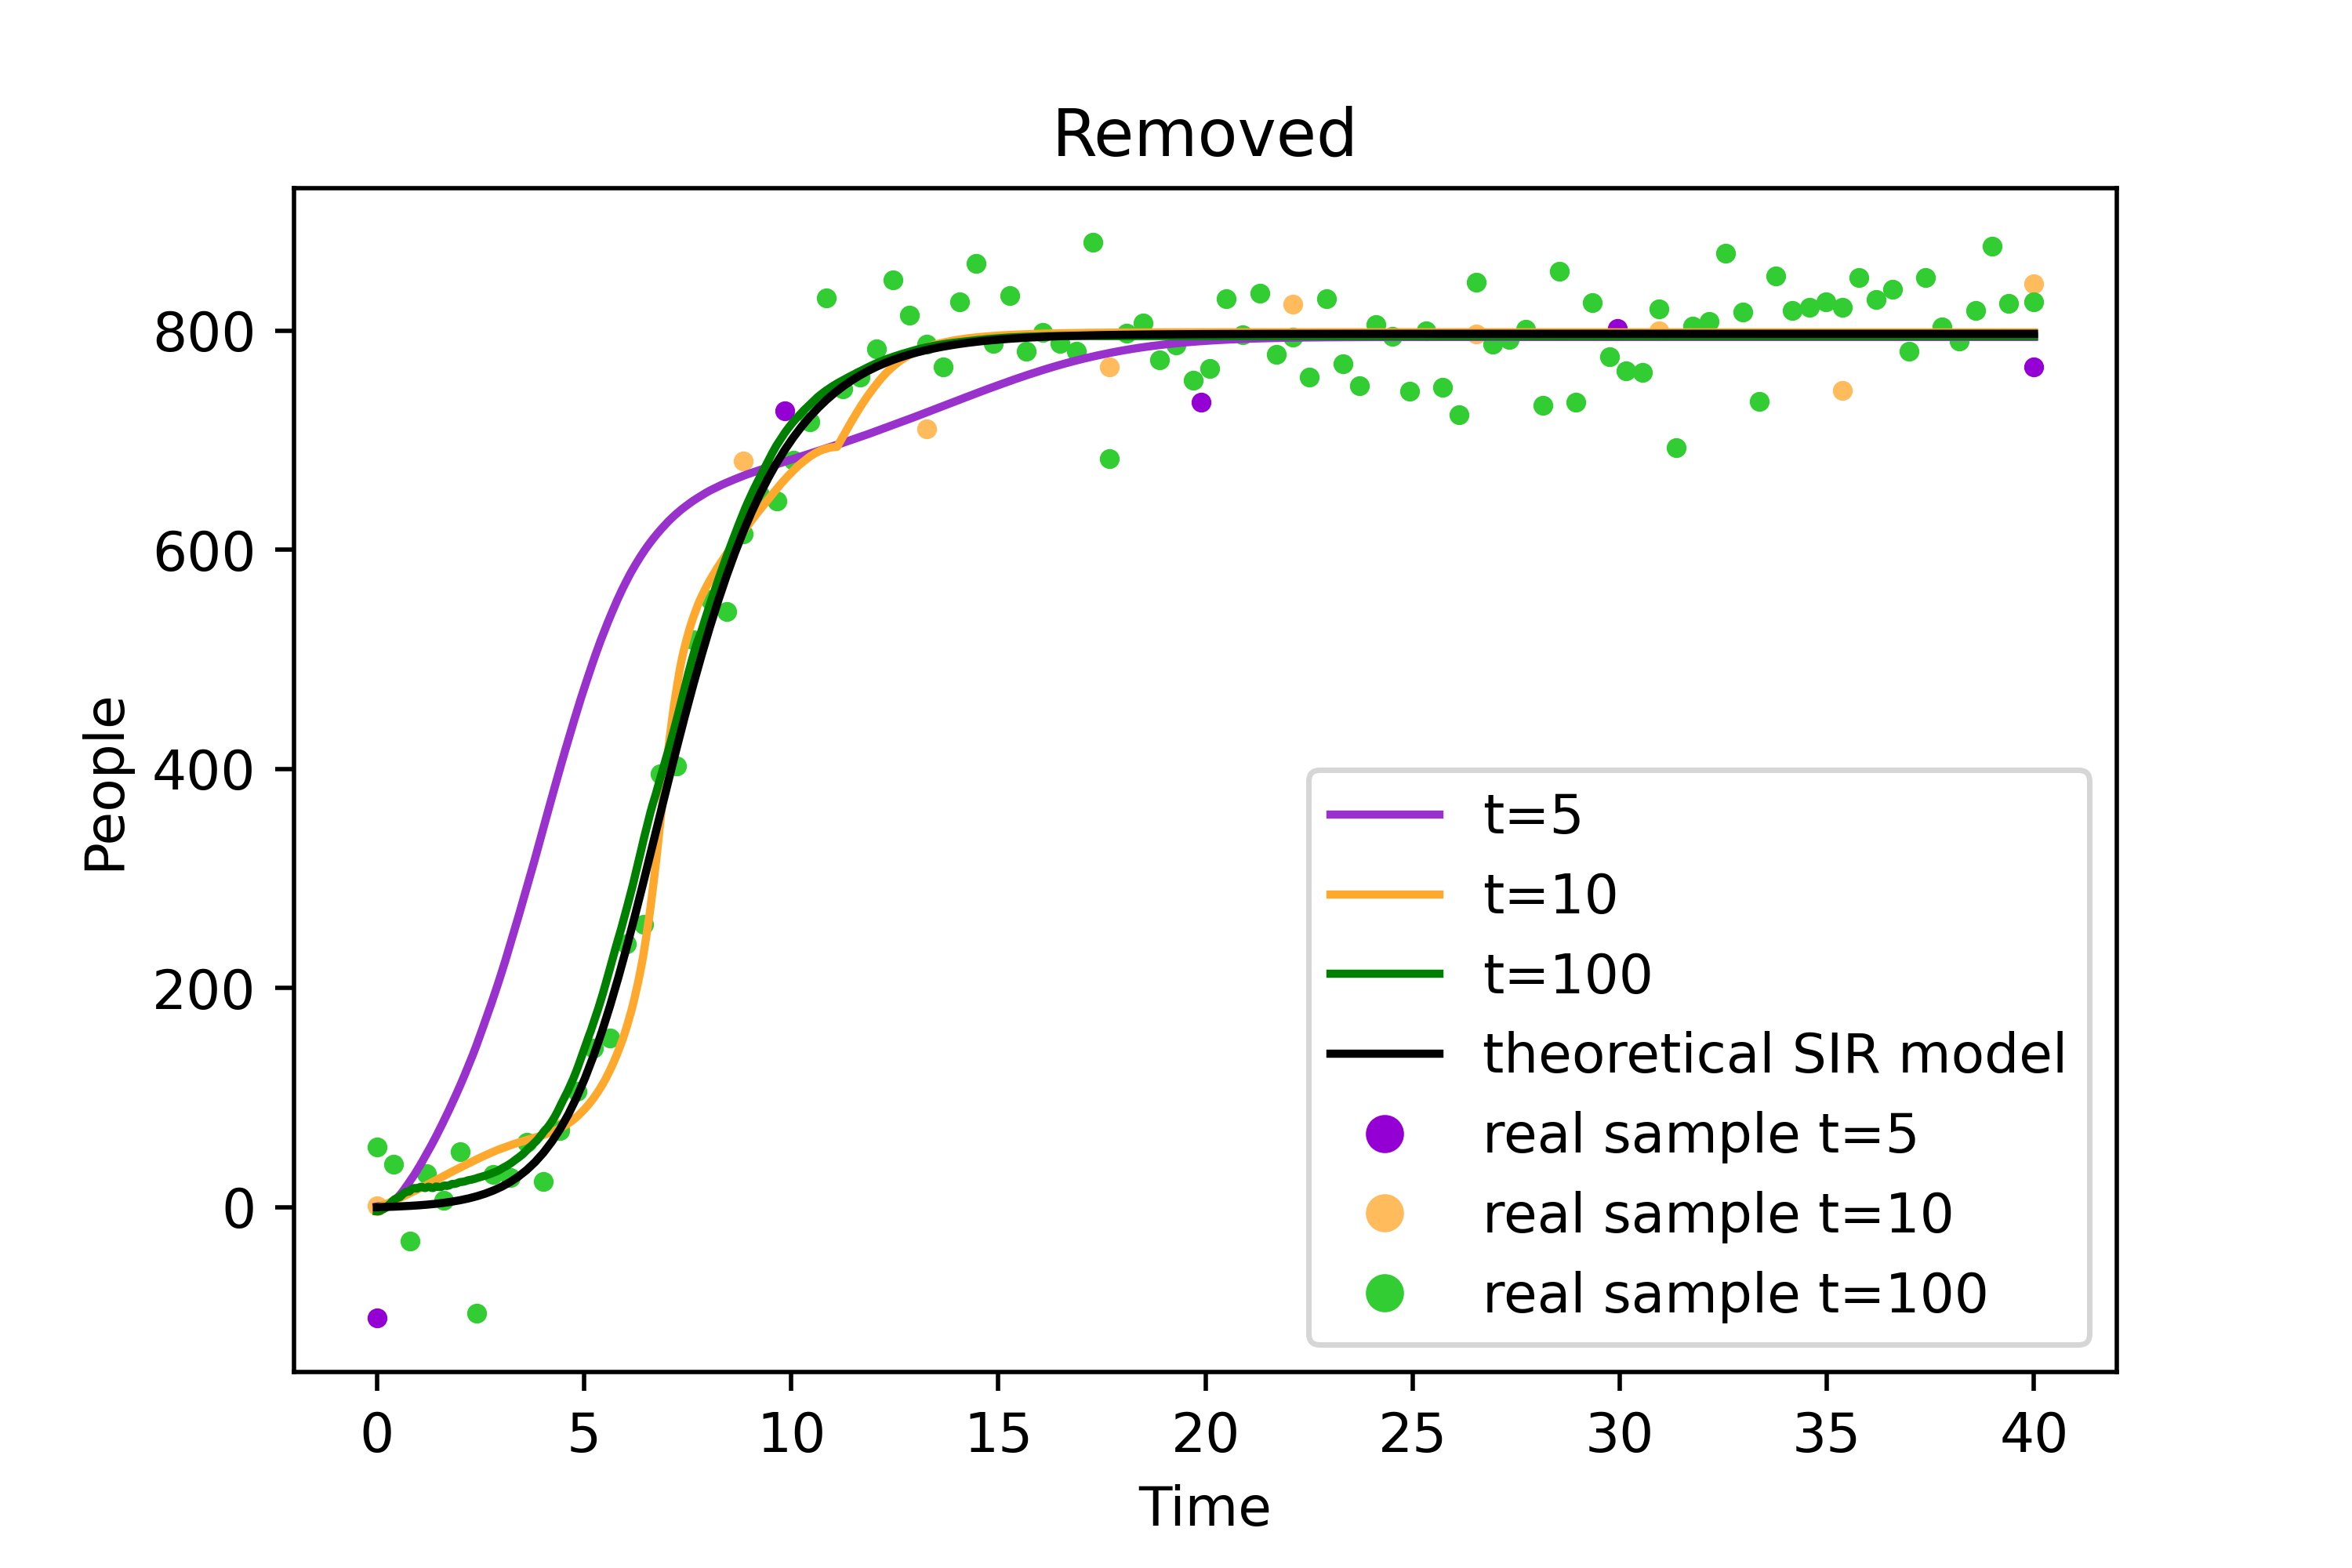 Removed
People
800
600
400
200
0
t=5
t=10
t=100
theoretical SIR model
real sample t=5
real sample t=10
real sample t=100
0 5 10 15 20 25 30 35 40
Time